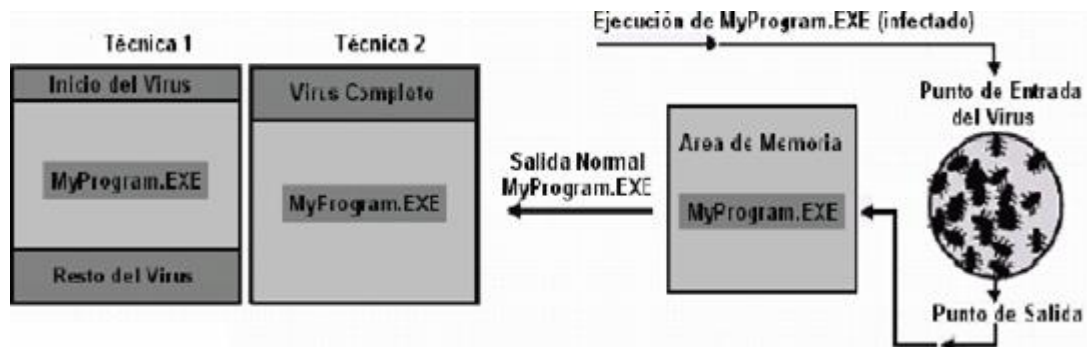 Técnica 1
Inicio del Virus
MyProgram.EXE
Resto del Virus
Técnica 2
Virus Completo
MyProgram.EXE
Ejecución de MyProgram.EXE (infectado)
Punto de Entrada
del Virus
Area de Memoria
MyProgram.EXE
Salida Normal
MyProgram.EXE
Punto de Salida